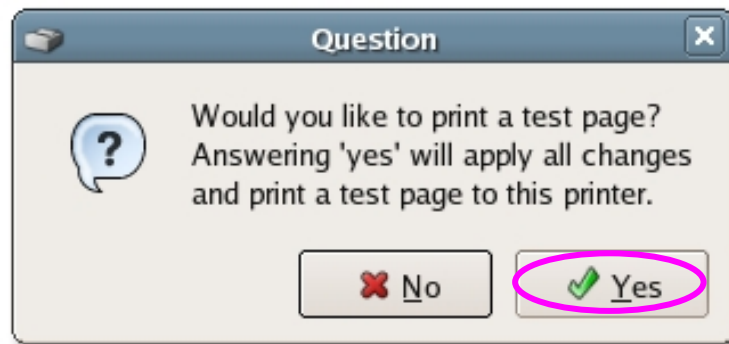 Question
Would you like to print a test page?
Answering 'yes' will apply all changes
and print a test page to this printer.
No
Yes